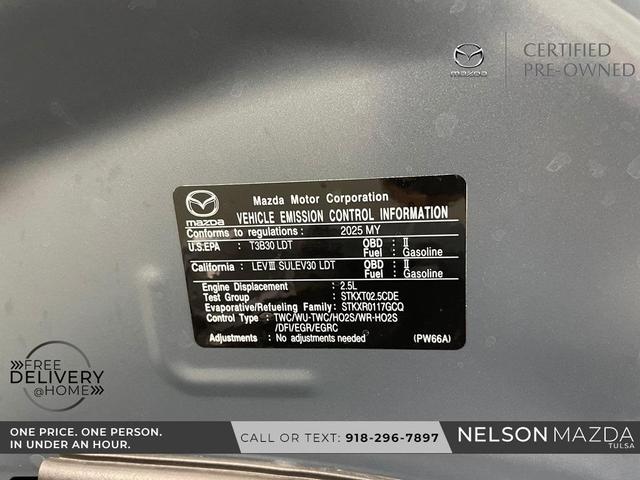 CERTIFIED
mazda PRE-OWNED
mazda
Mazda Motor Corporation
VEHICLE EMISSION CONTROL INFORMATION
Conforms to regulations : 2025 MY
U.S.EPA : T3B30 LDT OBD : II
Fuel : Gasoline
California : LEVIII SULEV30 LDT OBD : II
Fuel : Gasoline
Engine Displacement : 2.5L
Test Group : STKXT02.5CDE
Evaporative/Refueling Family: STKXR0117GCQ
Control Type : TWC/WU-TWC/HO2S/WR-HO2S
/DFI/EGR/EGRC
Adjustments : No adjustments needed (PW66A)
FREE
DELIVERY
@HOME
ONE PRICE. ONE PERSON.
IN UNDER AN HOUR.
CALL OR TEXT: 918-296-7897
NELSON MAZDA
TULSA